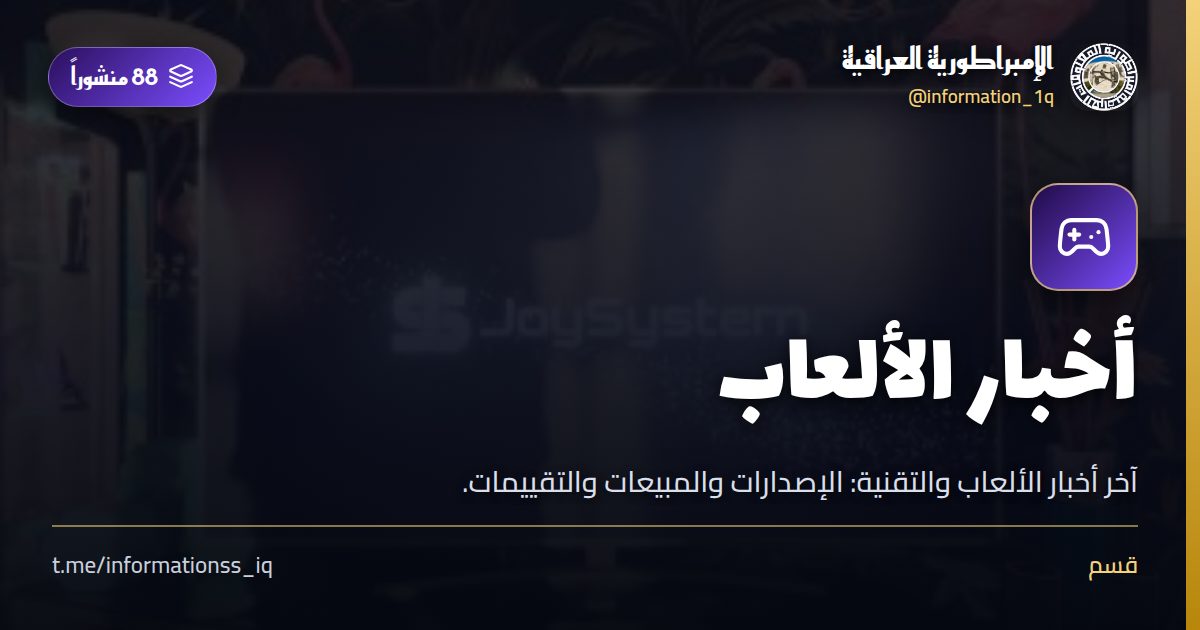 الإمبراطورية العراقية
@information_1q
88 منشوراً
JoySystem
أخبار الألعاب
آخر أخبار الألعاب والتقنية: الإصدارات والمبيعات والتقييمات.
قسم
t.me/informationss_iq